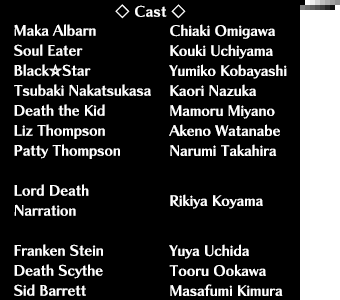 ◇ Cast ◇
Maka Albarn Chiaki Omigawa
Soul Eater Kouki Uchiyama
Black☆Star Yumiko Kobayashi
Tsubaki Nakatsukasa Kaori Nazuka
Death the Kid Mamoru Miyano
Liz Thompson Akeno Watanabe
Patty Thompson Narumi Takahira
Lord Death
Narration
Rikiya Koyama
Franken Stein Yuya Uchida
Death Scythe Tooru Ookawa
Sid Barrett Masafumi Kimura